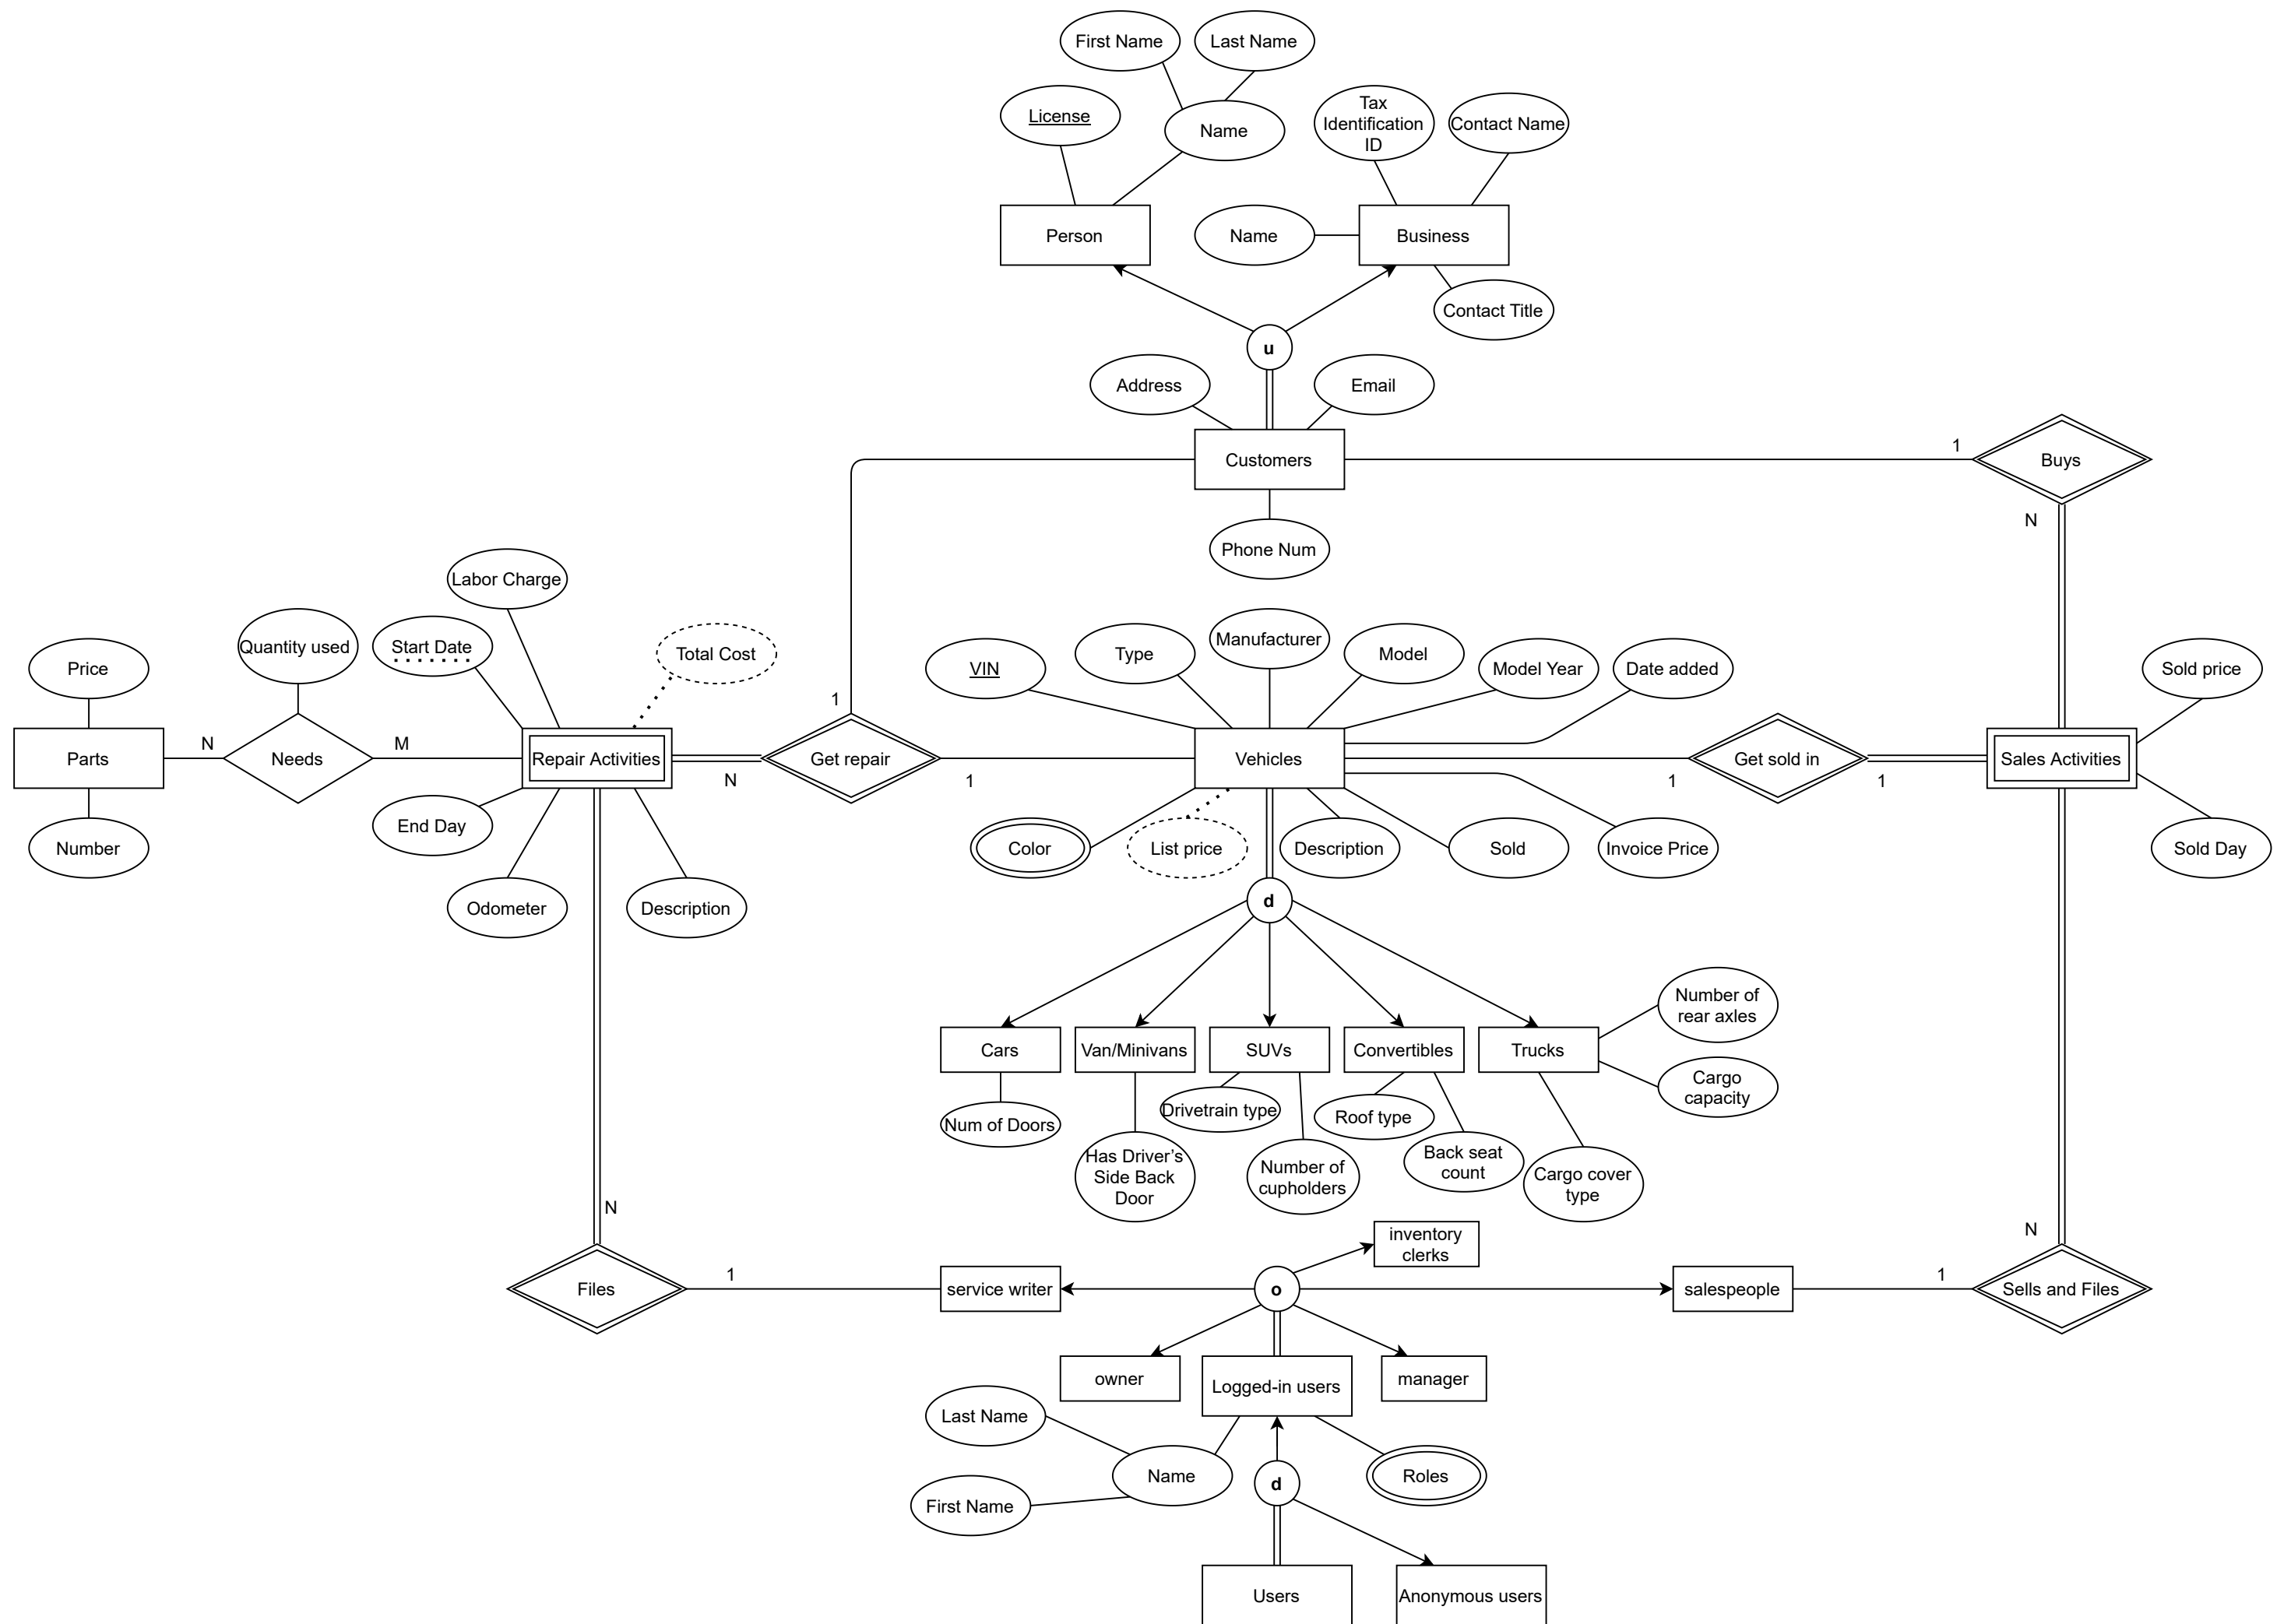 First Name
Last Name
License
Name
Tax
Identification
ID
Contact Name
Person
Name
Business
Contact Title
u
Address
Email
Customers
1
Buys
N
Phone Num
Labor Charge
Quantity used
Start Date
Total Cost
Price
VIN
Type
Manufacturer
Model
Model Year
Date added
Sold price
1
Parts
N
Needs
M
Repair Activities
N
Get repair
1
Vehicles
1
Get sold in
1
Sales Activities
End Day
Number
Color
List price
Description
Sold
Invoice Price
Sold Day
Odometer
Description
d
Number of
rear axles
Cars
Van/Minivans
SUVs
Convertibles
Trucks
Cargo
capacity
Num of Doors
Drivetrain type
Roof type
Has Driver’s
Side Back
Door
Number of
cupholders
Back seat
count
Cargo cover
type
N
inventory
clerks
N
Files
1
service writer
o
salespeople
1
Sells and Files
owner
Logged-in users
manager
Last Name
Name
Roles
First Name
d
Users
Anonymous users